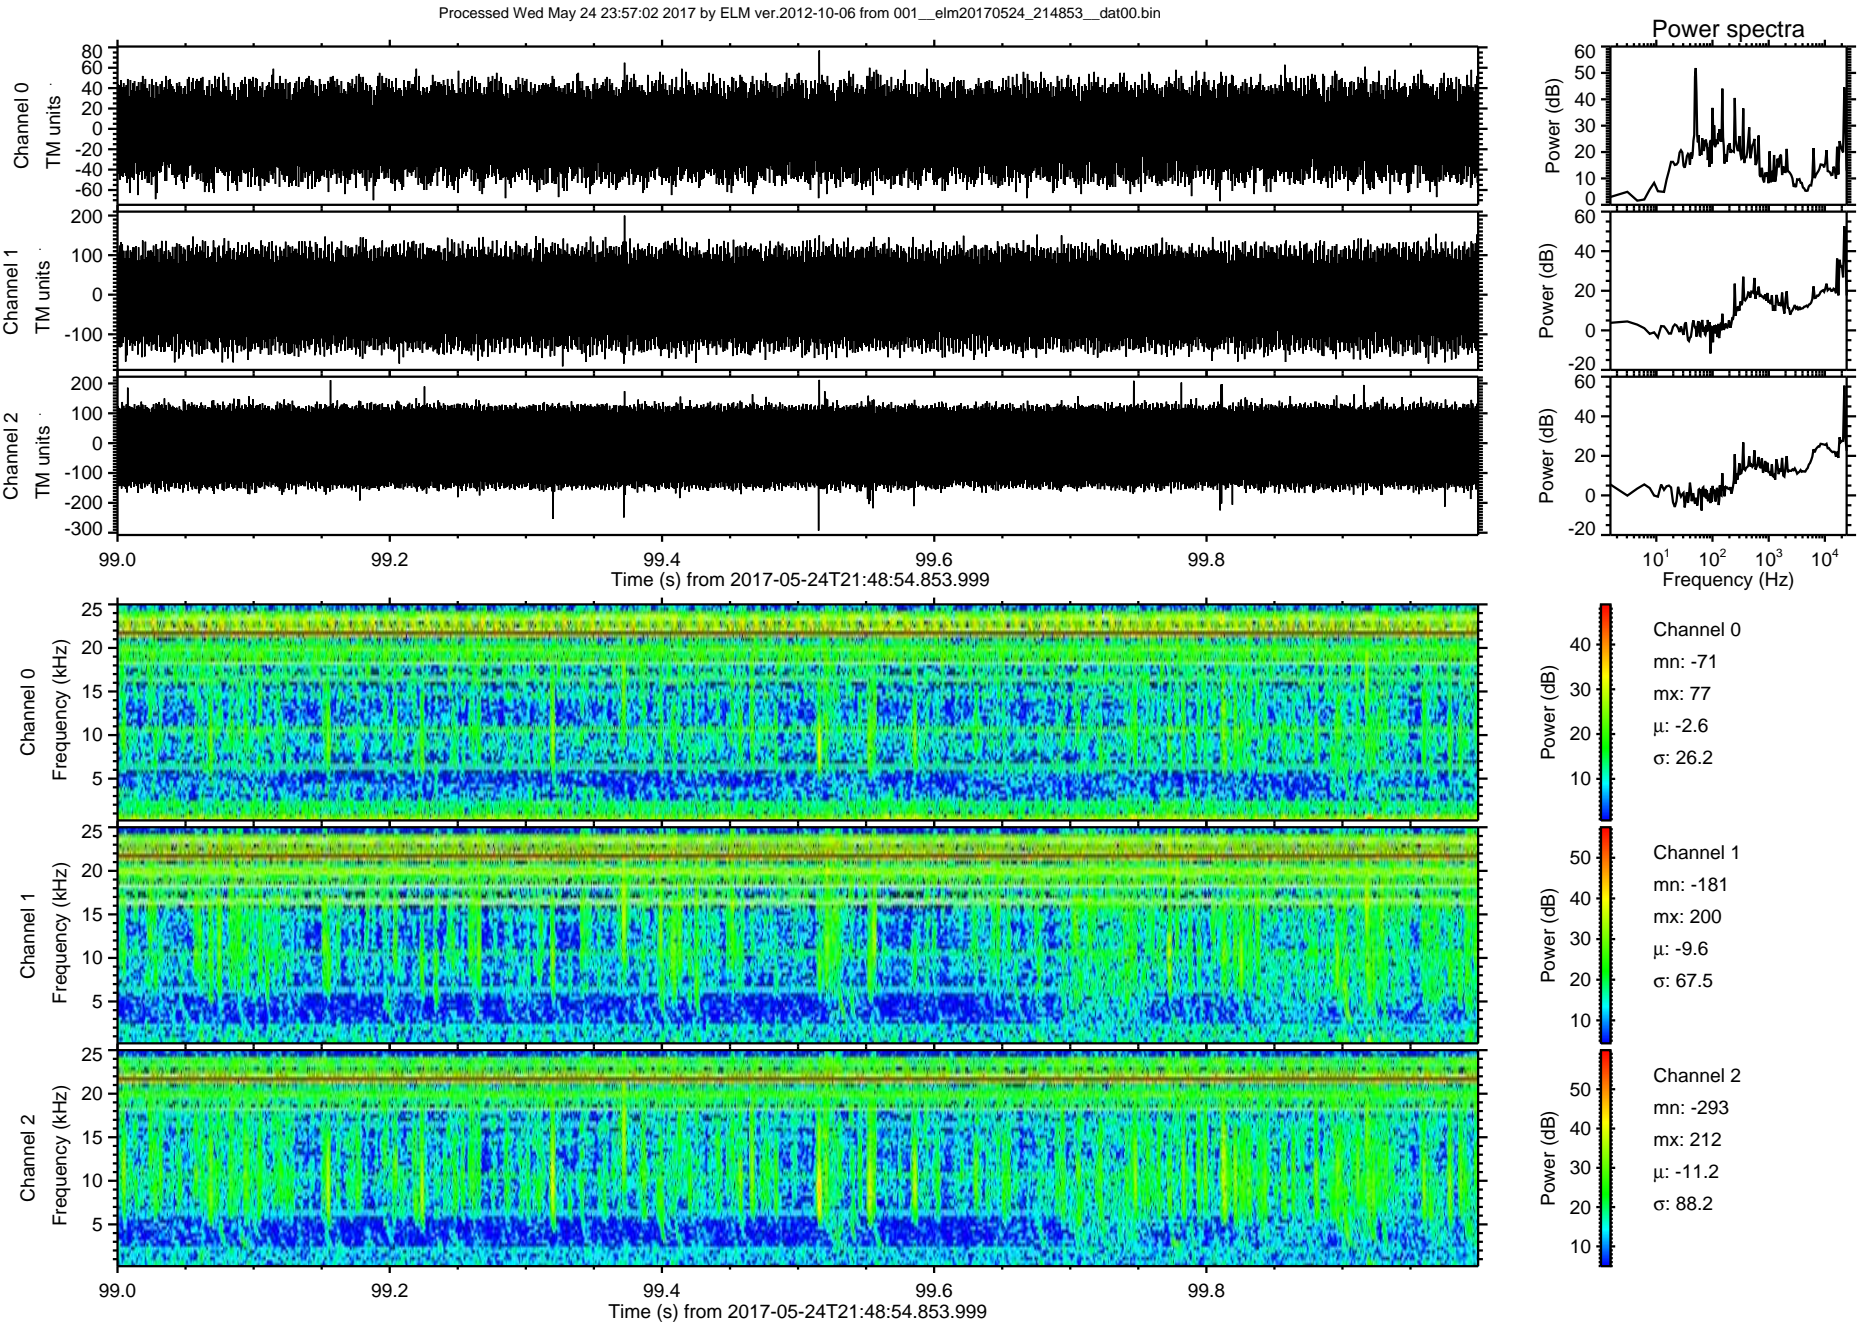 Processed Wed May 24 23:57:02 2017 by ELM ver.2012-10-06 from 001__elm20170524_214853__dat00.bin
Power spectra
Channel 0
TM units
80
60
40
20
0
-20
-40
-60
Power (dB)
60
50
40
30
20
10
0
Channel 1
TM units
200
100
0
-100
Power (dB)
60
40
20
0
-20
Channel 2
TM units
200
100
0
-100
-200
-300
Power (dB)
60
40
20
0
-20
99.0 99.2 99.4 99.6 99.8
Time (s) from 2017-05-24T21:48:54.853.999
10¹ 10² 10³ 10⁴
Frequency (Hz)
Channel 0
Frequency (kHz)
25
20
15
10
5
Power (dB)
40
30
20
10
Channel 0
mn: -71
mx: 77
µ: -2.6
σ: 26.2
Channel 1
Frequency (kHz)
25
20
15
10
5
Power (dB)
50
40
30
20
10
Channel 1
mn: -181
mx: 200
µ: -9.6
σ: 67.5
Channel 2
Frequency (kHz)
25
20
15
10
5
Power (dB)
50
40
30
20
10
Channel 2
mn: -293
mx: 212
µ: -11.2
σ: 88.2
99.0 99.2 99.4 99.6 99.8
Time (s) from 2017-05-24T21:48:54.853.999